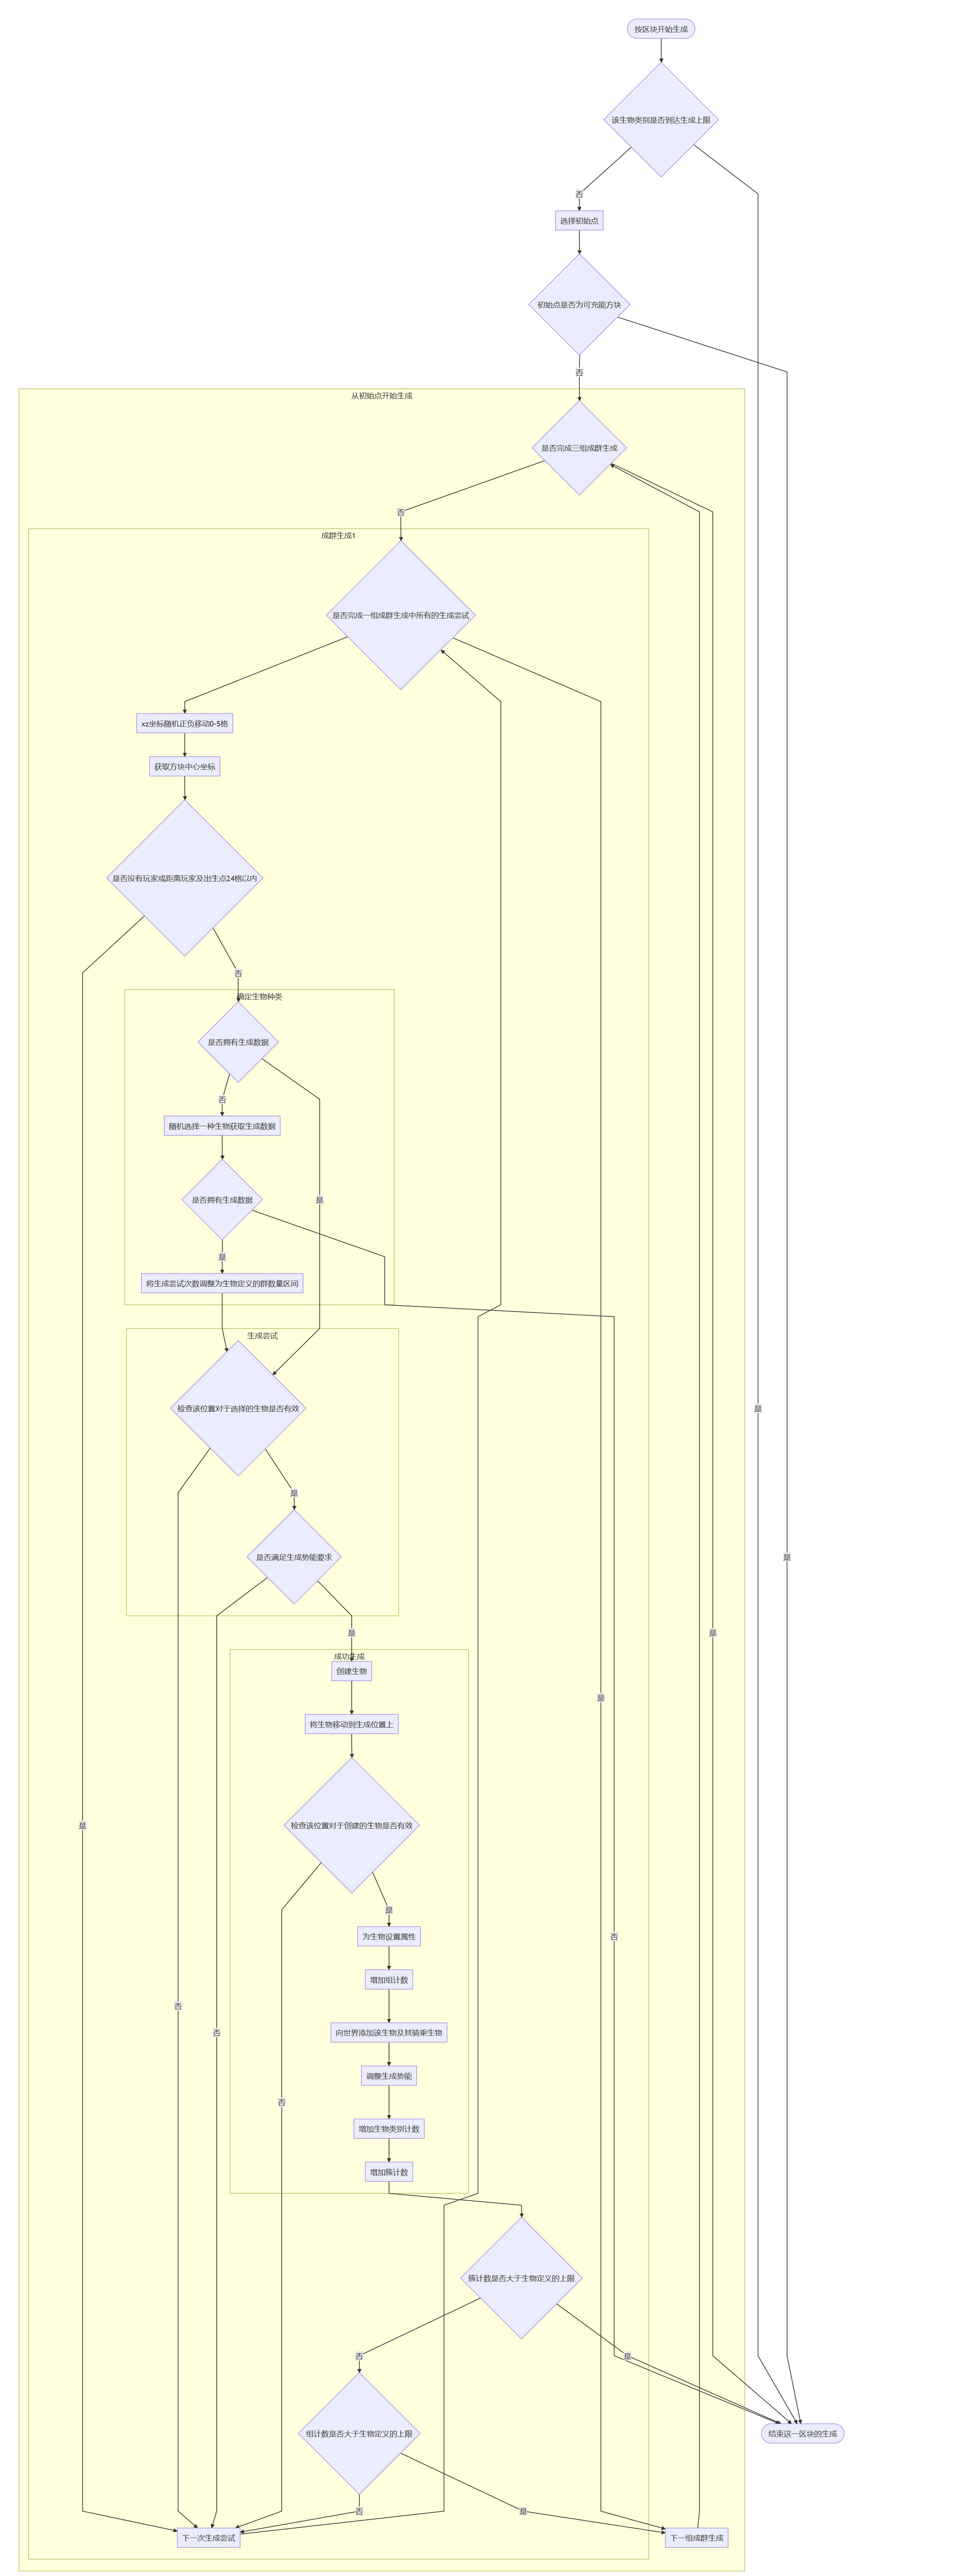 按区块开始生成
该生物类别是否到达生成上限
否
选择初始点
初始点是否为可充能方块
否
从初始点开始生成
是否完成三组成群生成
否
成群生成1
是否完成一组成群生成中所有的生成尝试
xz坐标随机正负移动0-5格
获取方块中心坐标
是否没有玩家或距离玩家及出生点24格以内
否
确定生物种类
是否拥有生成数据
否
随机选择一种生物获取生成数据
是否拥有生成数据
是
是
将生成尝试次数调整为生物定义的群数量区间
生成尝试
检查该位置对于选择的生物是否有效
是
是
是否满足生成势能要求
是
是
是
成功生成
创建生物
是
将生物移动到生成位置上
检查该位置对于创建的生物是否有效
是
是
为生物设置属性
否
增加组计数
否
向世界添加该生物及其骑乘生物
否
调整生成势能
否
增加生物类别计数
增加簇计数
簇计数是否大于生物定义的上限
否
是
组计数是否大于生物定义的上限
结束这一区块的生成
否
是
下一次生成尝试
下一组成群生成